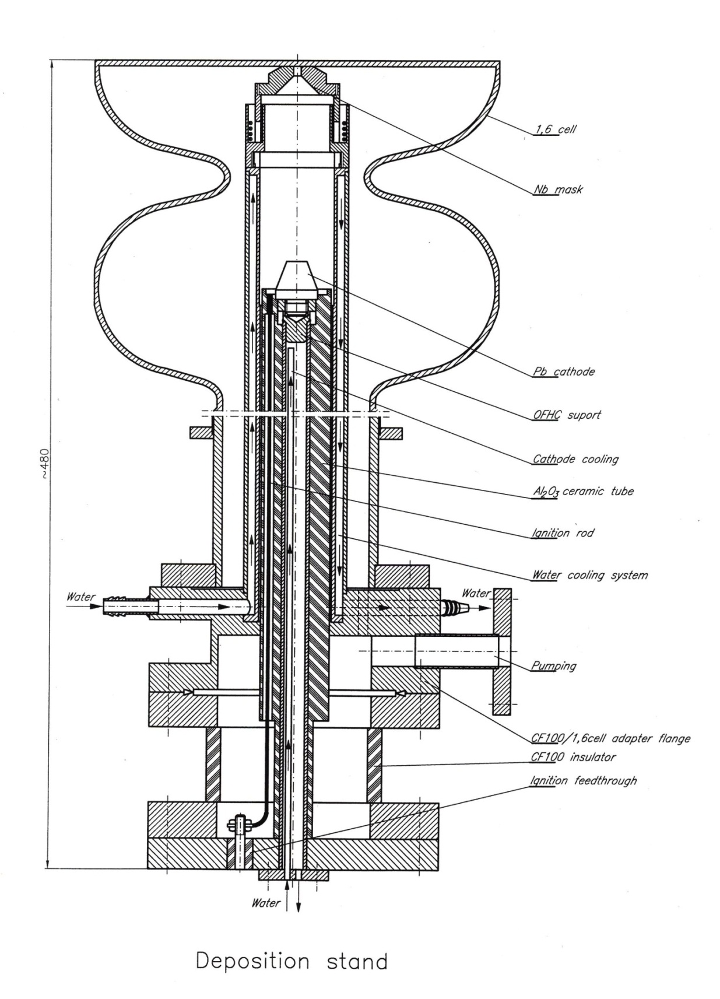 1,6 cell
Nb mask
Pb cathode
OFHC suport
Cathode cooling
~480
Al₂O₃ ceramic tube
Ignition rod
Water cooling system
Water
Water
Pumping
CF100/1,6cell adapter flange
CF100 insulator
Ignition feedthrough
Water
Deposition stand